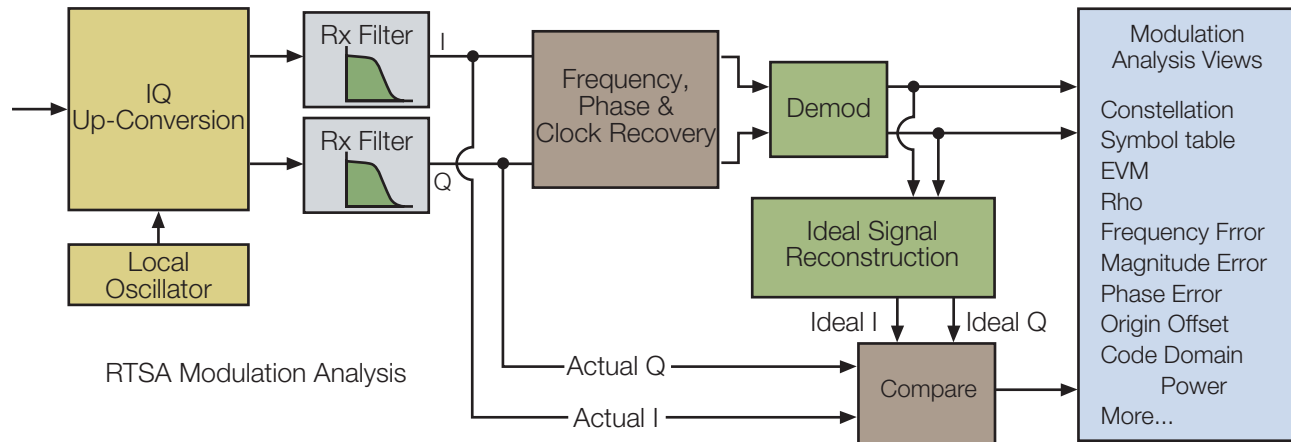 IQ
Up-Conversion
Local
Oscillator
Rx Filter
I
Rx Filter
Q
Frequency,
Phase &
Clock Recovery
Demod
Ideal Signal
Reconstruction
Ideal I
Ideal Q
Actual Q
Actual I
Compare
RTSA Modulation Analysis
Modulation
Analysis Views
Constellation
Symbol table
EVM
Rho
Frequency Frror
Magnitude Error
Phase Error
Origin Offset
Code Domain
Power
More...